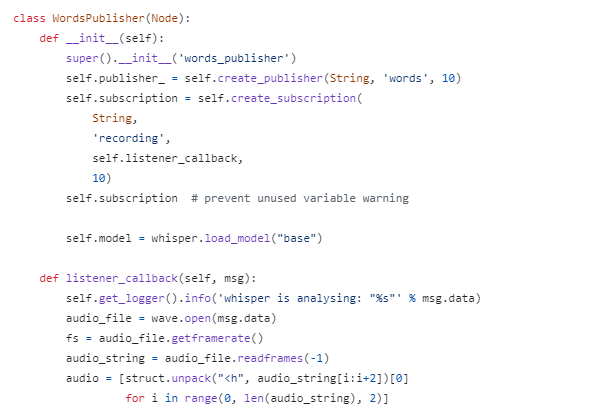 class WordsPublisher(Node):
    def __init__(self):
        super().__init__('words_publisher')
        self.publisher_ = self.create_publisher(String, 'words', 10)
        self.subscription = self.create_subscription(
            String,
            'recording',
            self.listener_callback,
            10)
        self.subscription  # prevent unused variable warning

        self.model = whisper.load_model("base")

    def listener_callback(self, msg):
        self.get_logger().info('whisper is analysing: "%s"' % msg.data)
        audio_file = wave.open(msg.data)
        fs = audio_file.getframerate()
        audio_string = audio_file.readframes(-1)
        audio = [struct.unpack("<h", audio_string[i:i+2])[0]
                 for i in range(0, len(audio_string), 2)]